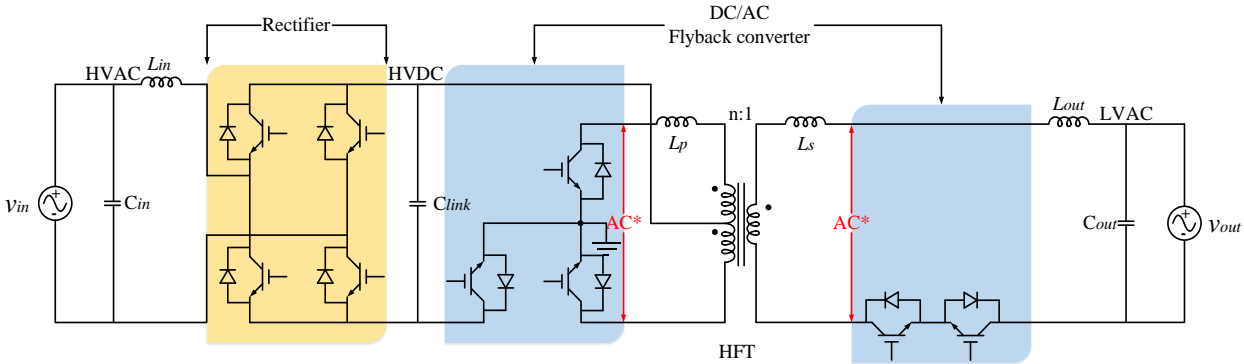 Rectifier
DC/AC
Flyback converter
HVAC
Lin
HVDC
n:1
Lp
Ls
Lout
LVAC
vin
Cin
Clink
AC*
AC*
Cout
vout
HFT